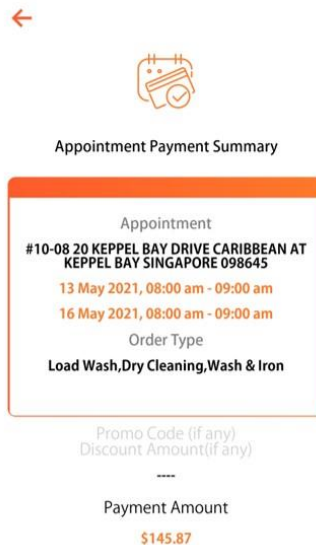 Appointment Payment Summary
Appointment
#10-08 20 KEPPEL BAY DRIVE CARIBBEAN AT
KEPPEL BAY SINGAPORE 098645
13 May 2021, 08:00 am - 09:00 am
16 May 2021, 08:00 am - 09:00 am
Order Type
Load Wash,Dry Cleaning,Wash & Iron
Promo Code (if any)
Discount Amount(if any)
----
Payment Amount
$145.87